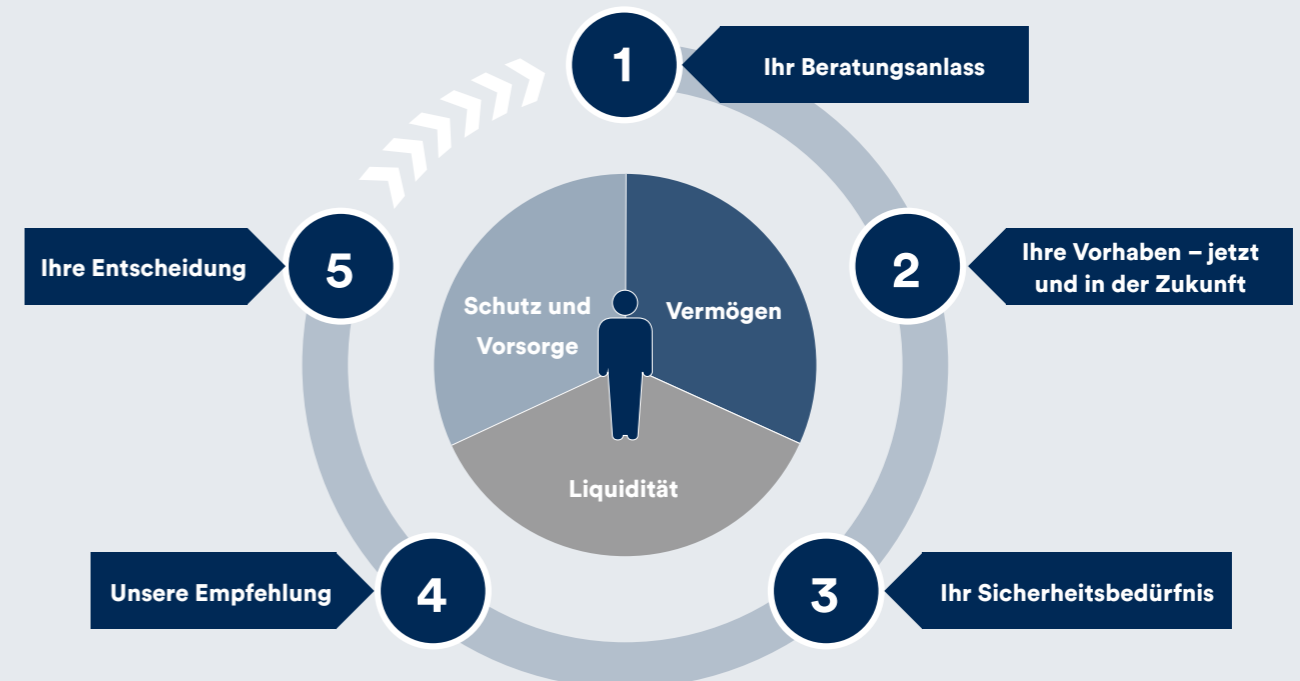 1
Ihr Beratungsanlass
2
Ihre Vorhaben – jetzt
und in der Zukunft
3
Ihr Sicherheitsbedürfnis
4
Unsere Empfehlung
5
Ihre Entscheidung
Schutz und
Vorsorge
Vermögen
Liquidität